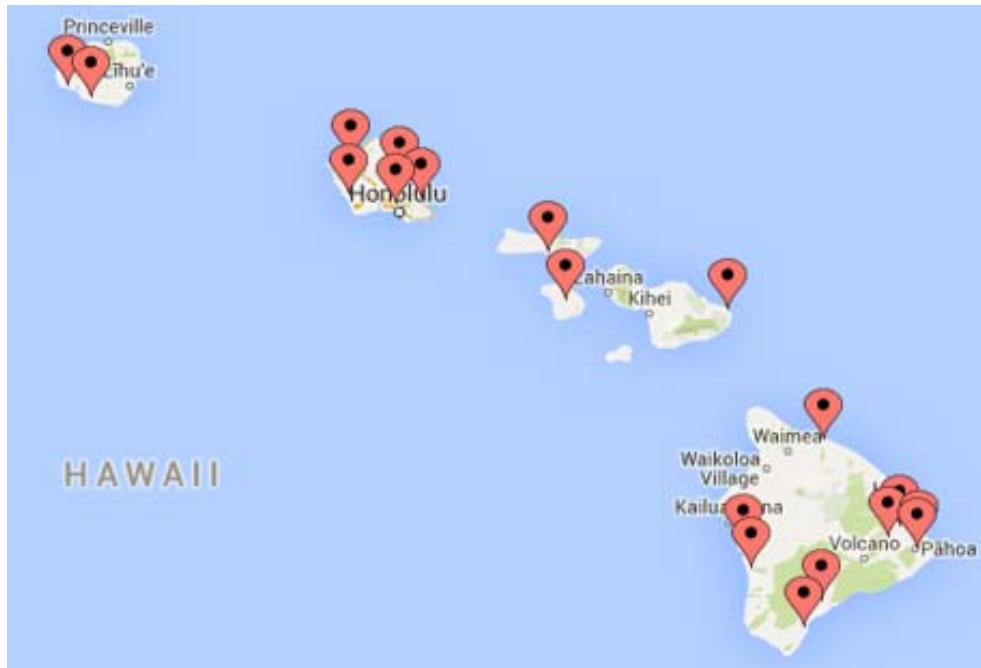 Princeville
Līhu'e
Honolulu
Lahaina
Kihei
HAWAII
Waimea
Waikoloa
Village
Volcano
Pāhoa